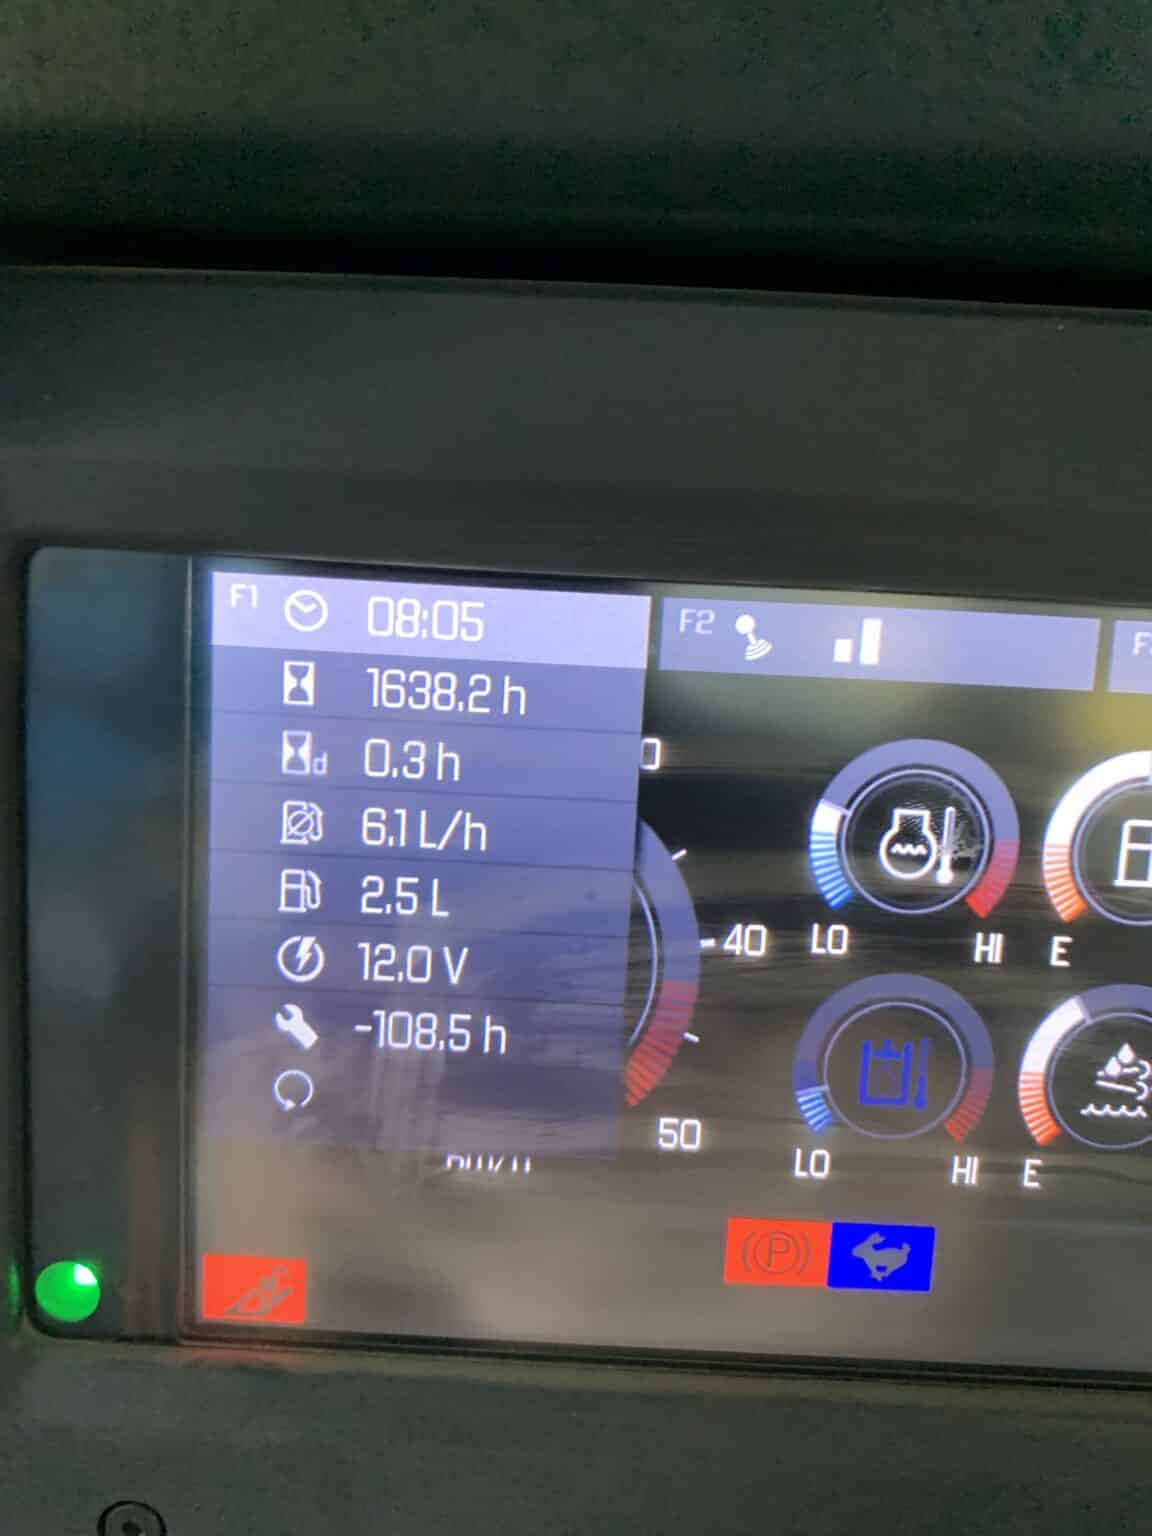 F1 08:05
F2
1638.2 h
0.3 h
6.1 L/h
2.5 L
12.0 V
-108.5 h
40
50
LO HI
E
LO HI
E
(P)